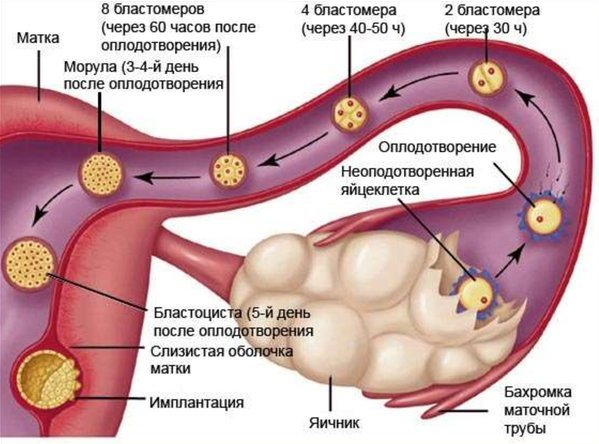 8 бластомеров
(через 60 часов после
оплодотворения)
4 бластомера
(через 40-50 ч)
2 бластомера
(через 30 ч)
Матка
Морула (3-4-й день
после оплодотворения
Оплодотворение
Неоподотворенная
яйцеклетка
Бластоциста (5-й день
после оплодотворения
Слизистая оболочка
матки
Имплантация
Яичник
Бахромка
маточной
трубы